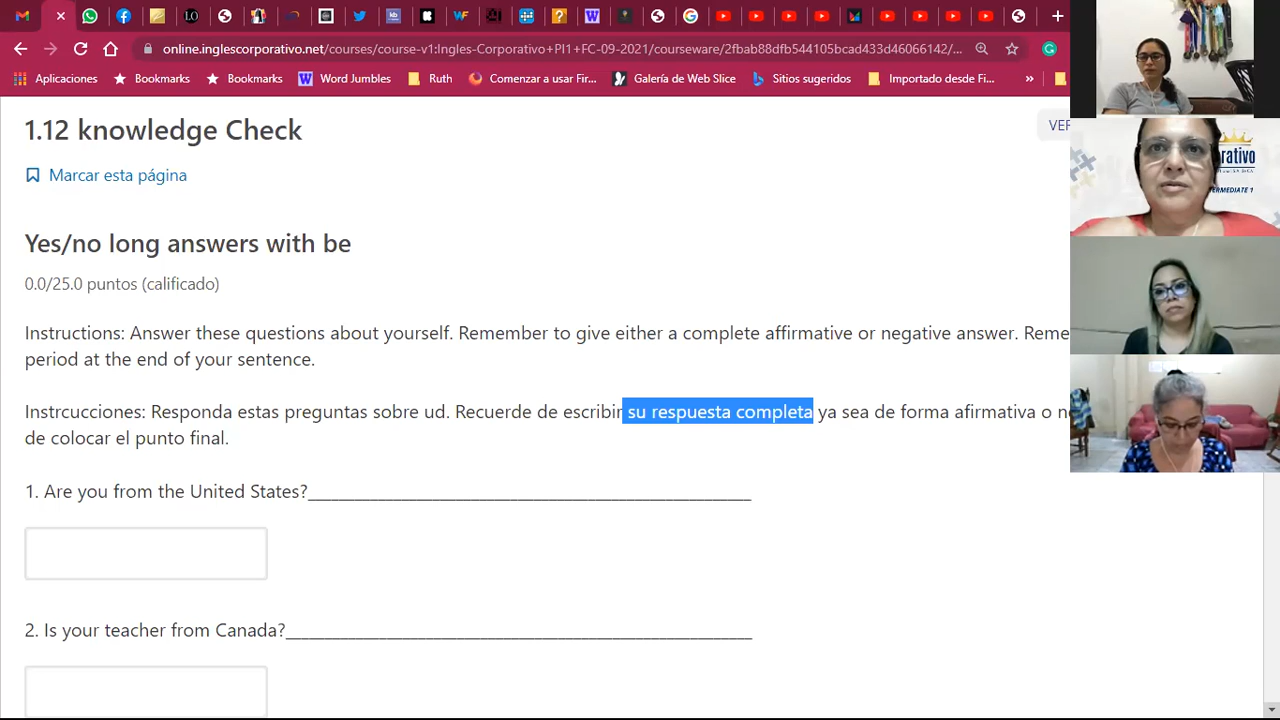 online.inglescorporativo.net/courses/course-v1:Ingles-Corporativo+PI1+FC-09-2021/courseware/2fbab88dfb544105bcad433d46066142/...
Aplicaciones Bookmarks Bookmarks Word Jumbles Ruth Comenzar a usar Fir... Galería de Web Slice Sitios sugeridos Importado desde Fi... »
1.12 knowledge Check
VER
Marcar esta página
rativo
ERMEDIATE 1
Yes/no long answers with be
0.0/25.0 puntos (calificado)
Instructions: Answer these questions about yourself. Remember to give either a complete affirmative or negative answer. Reme
period at the end of your sentence.
Instrcucciones: Responda estas preguntas sobre ud. Recuerde de escribir su respuesta completa ya sea de forma afirmativa o n
de colocar el punto final.
1. Are you from the United States?
2. Is your teacher from Canada?